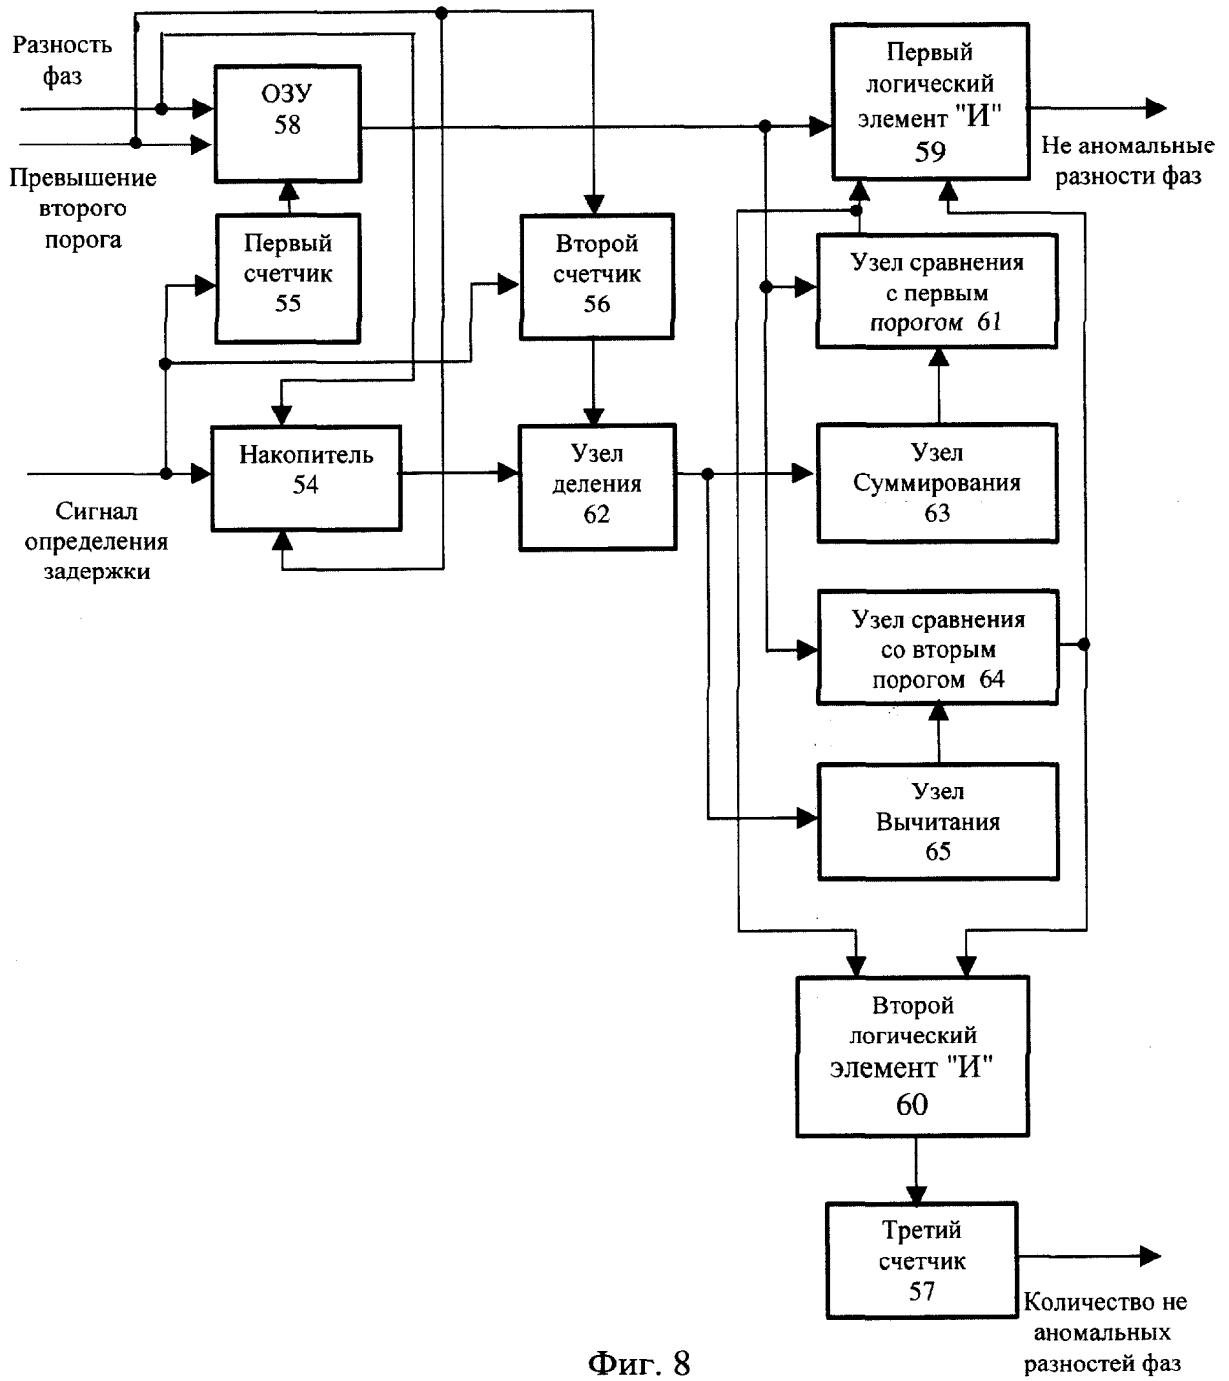 Разность
фаз
ОЗУ
58
Превышение
второго
порога
Первый
счетчик
55
Второй
счетчик
56
Первый
логический
элемент "И"
59
Не аномальные
разности фаз
Узел сравнения
с первым
порогом 61
Накопитель
54
Сигнал
определения
задержки
Узел
деления
62
Узел
Суммирования
63
Узел сравнения
со вторым
порогом 64
Узел
Вычитания
65
Второй
логический
элемент "И"
60
Третий
счетчик
57
Количество не
аномальных
разностей фаз
Фиг. 8